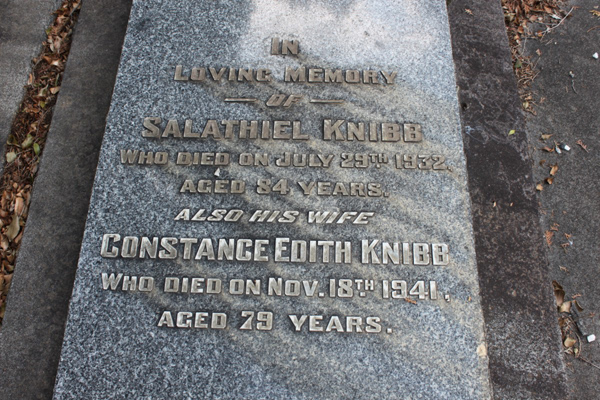 IN
LOVING MEMORY
OF
SALATHIEL KNIBB
WHO DIED ON JULY 29TH 1932,
AGED 84 YEARS.
ALSO HIS WIFE
CONSTANCE EDITH KNIBB
WHO DIED ON NOV. 18TH 1941,
AGED 79 YEARS.